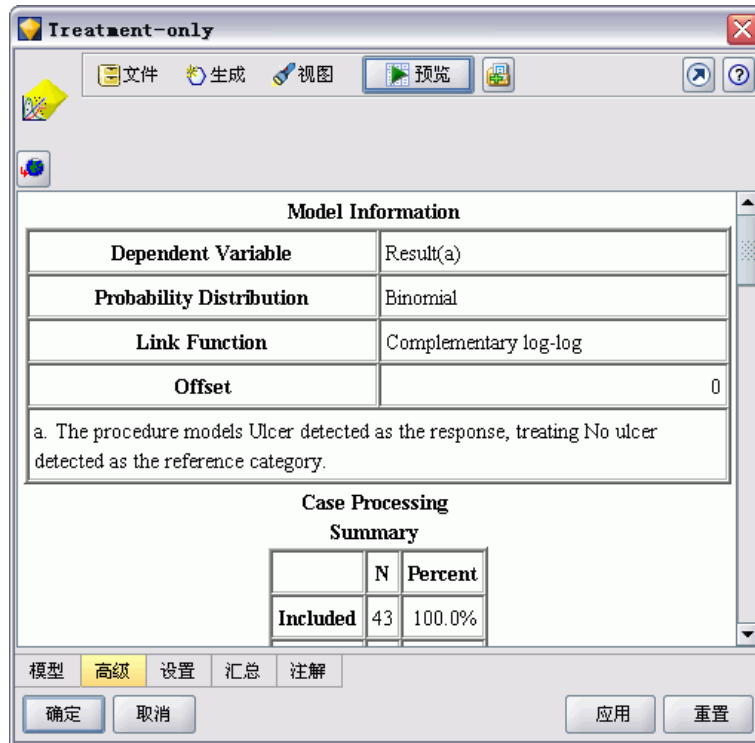 Treatment-only
文件 生成 视图 预览
Model Information
Dependent Variable Result(a)
Probability Distribution Binomial
Link Function Complementary log-log
Offset 0
a. The procedure models Ulcer detected as the response, treating No ulcer
detected as the reference category.
Case Processing
Summary
N Percent
Included 43 100.0%
模型 高级 设置 汇总 注解
确定 取消 应用 重置